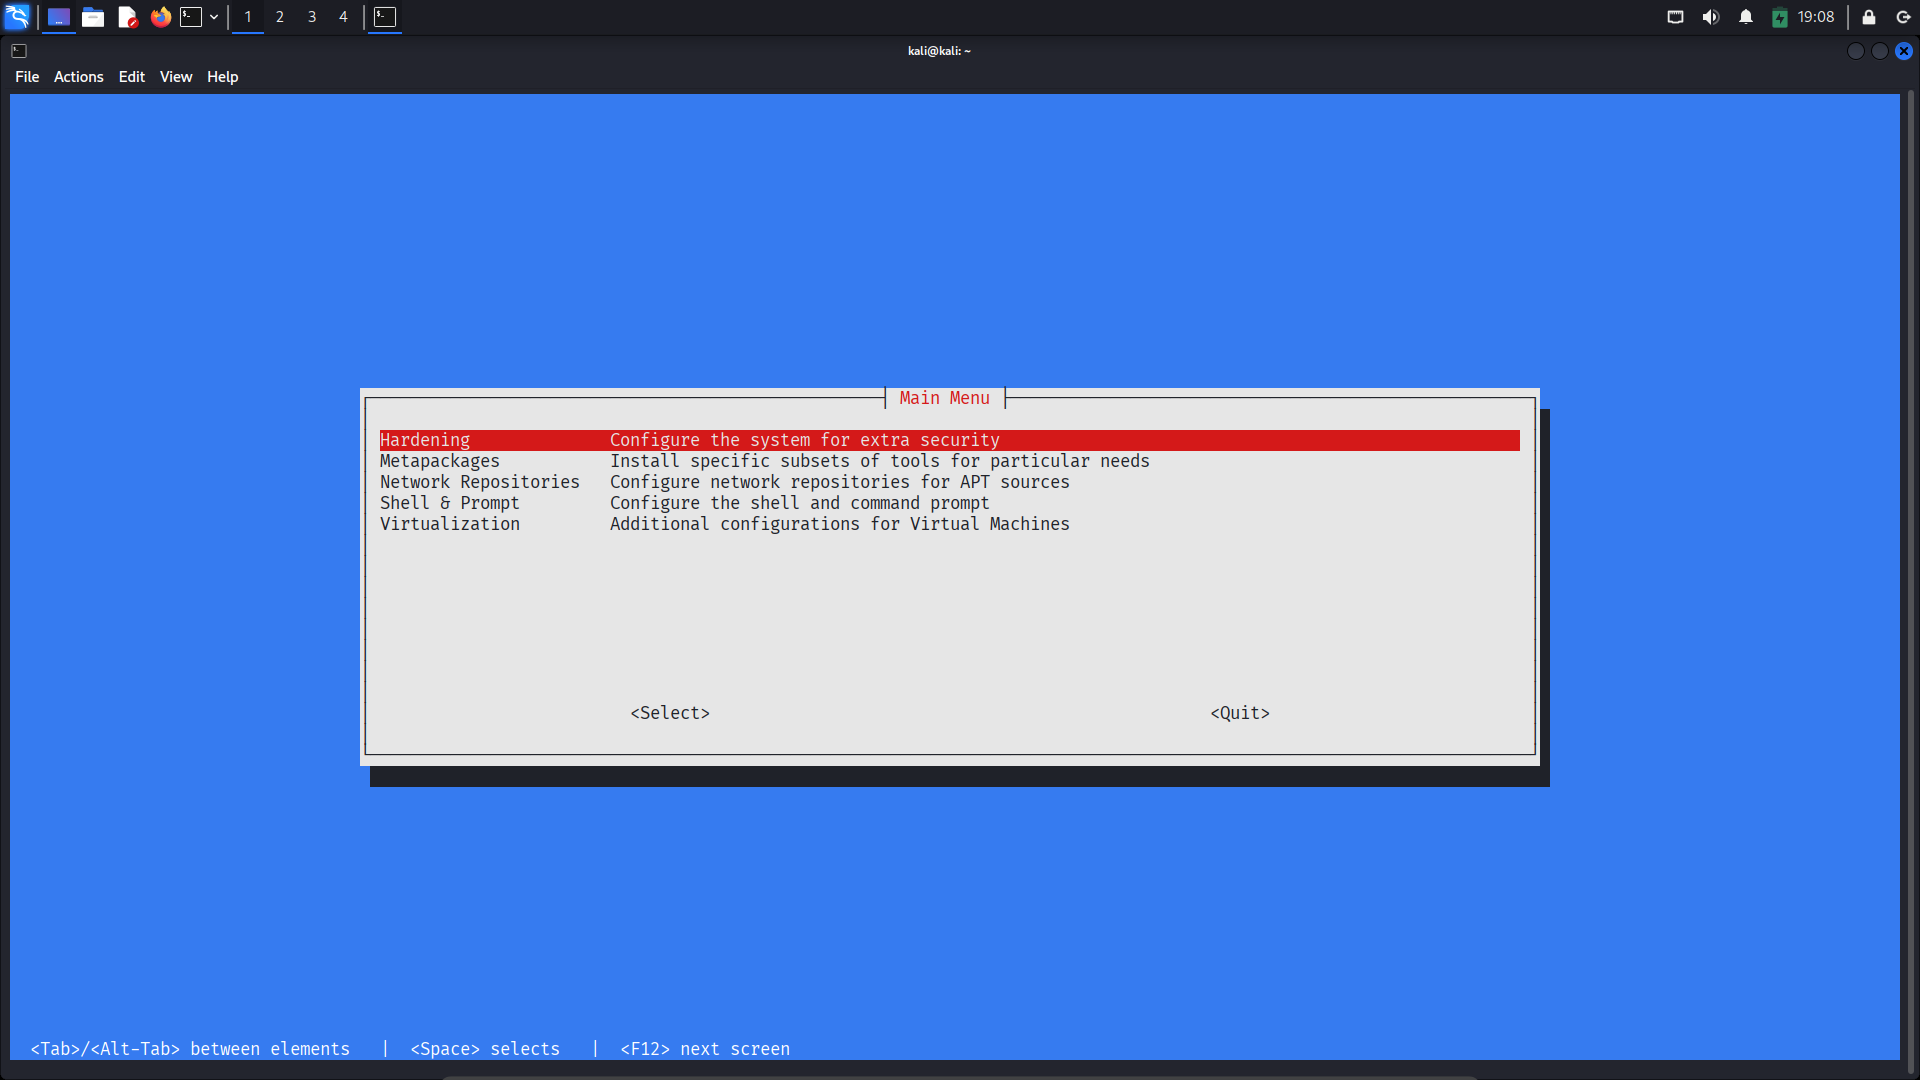 1 2 3 4 19:08
kali@kali: ~
File Actions Edit View Help
Main Menu
Hardening Configure the system for extra security
Metapackages Install specific subsets of tools for particular needs
Network Repositories Configure network repositories for APT sources
Shell & Prompt Configure the shell and command prompt
Virtualization Additional configurations for Virtual Machines
<Select> <Quit>
<Tab>/<Alt-Tab> between elements | <Space> selects | <F12> next screen